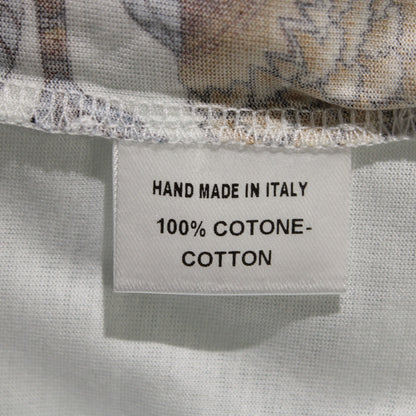 HAND MADE IN ITALY
100% COTONE-
COTTON